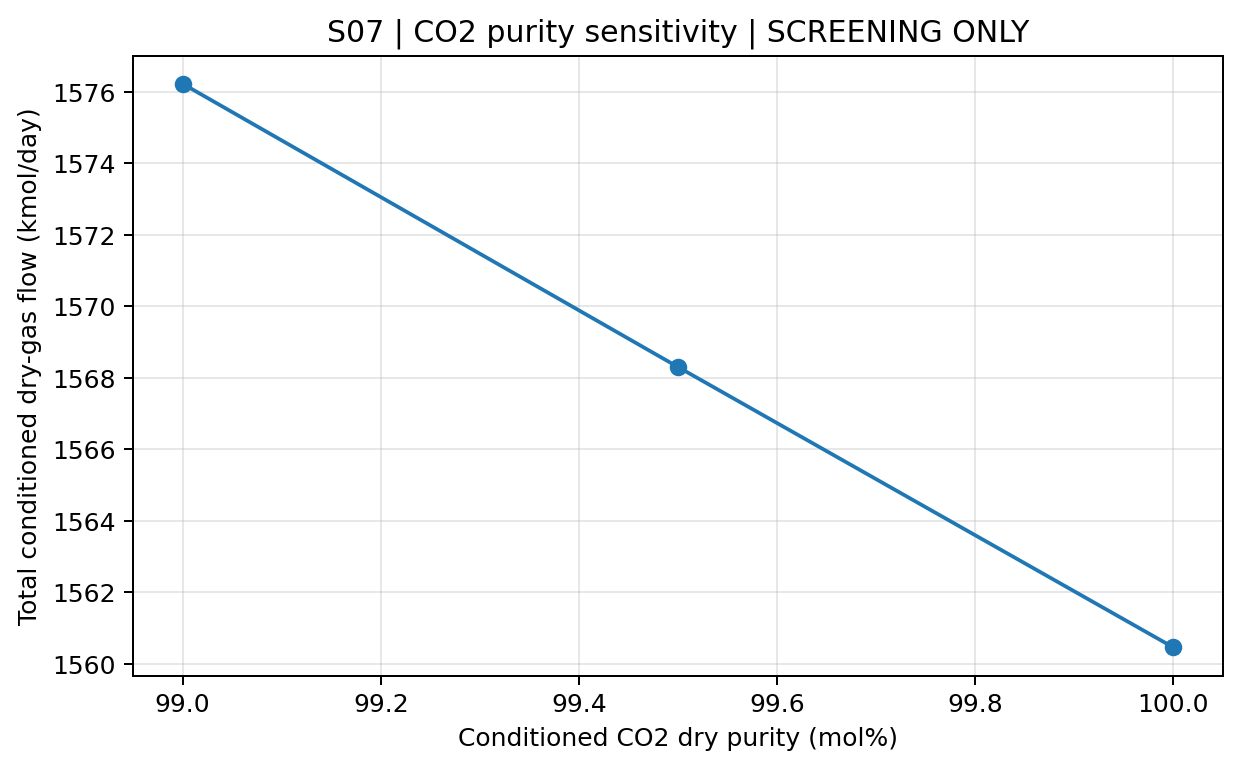 S07 | CO2 purity sensitivity | SCREENING ONLY
Total conditioned dry-gas flow (kmol/day)
1576
1574
1572
1570
1568
1566
1564
1562
1560
99.0 99.2 99.4 99.6 99.8 100.0
Conditioned CO2 dry purity (mol%)